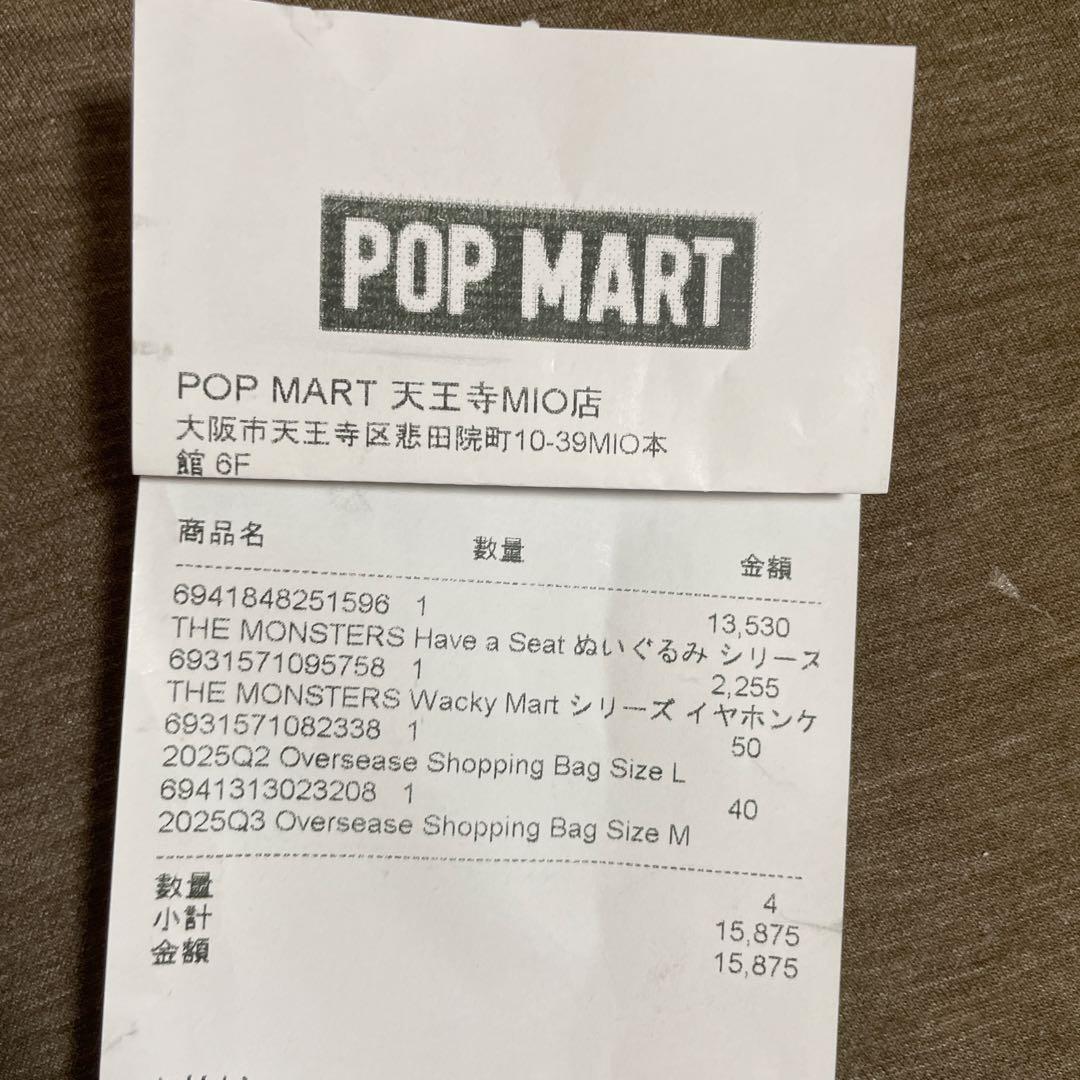 POP MART
POP MART 天王寺MIO店
大阪市天王寺区悲田院町10-39MIO本
館 6F
商品名 数量 金額
6941848251596 1 13,530
THE MONSTERS Have a Seat ぬいぐるみ シリーズ
6931571095758 1 2,255
THE MONSTERS Wacky Mart シリーズ イヤホンケ
6931571082338 1 50
2025Q2 Oversease Shopping Bag Size L
6941313023208 1 40
2025Q3 Oversease Shopping Bag Size M
数量 4
小計 15,875
金額 15,875